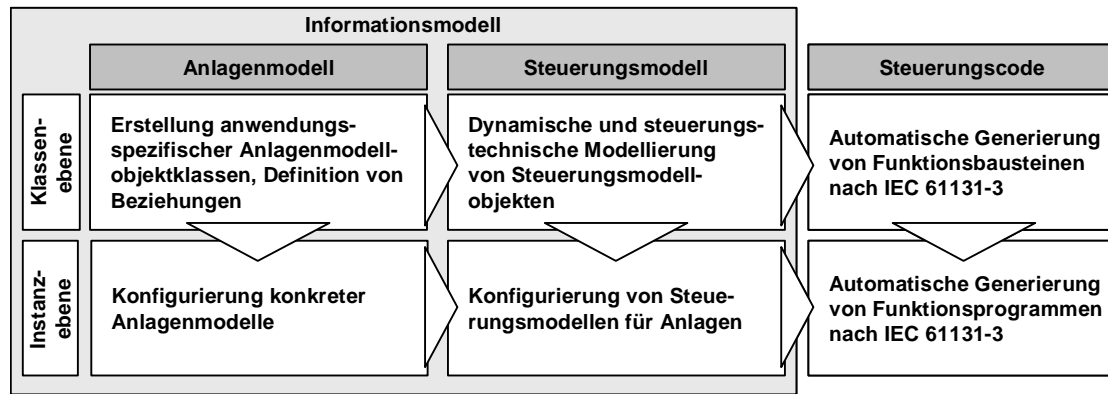 Informationsmodell
Anlagenmodell
Steuerungsmodell
Steuerungscode
Klassen-
ebene
Erstellung anwendungs-
spezifischer Anlagenmodell-
objektklassen, Definition von
Beziehungen
Dynamische und steuerungs-
technische Modellierung
von Steuerungsmodell-
objekten
Automatische Generierung
von Funktionsbausteinen
nach IEC 61131-3
Instanz-
ebene
Konfigurierung konkreter
Anlagenmodelle
Konfigurierung von Steue-
rungsmodellen für Anlagen
Automatische Generierung
von Funktionsprogrammen
nach IEC 61131-3